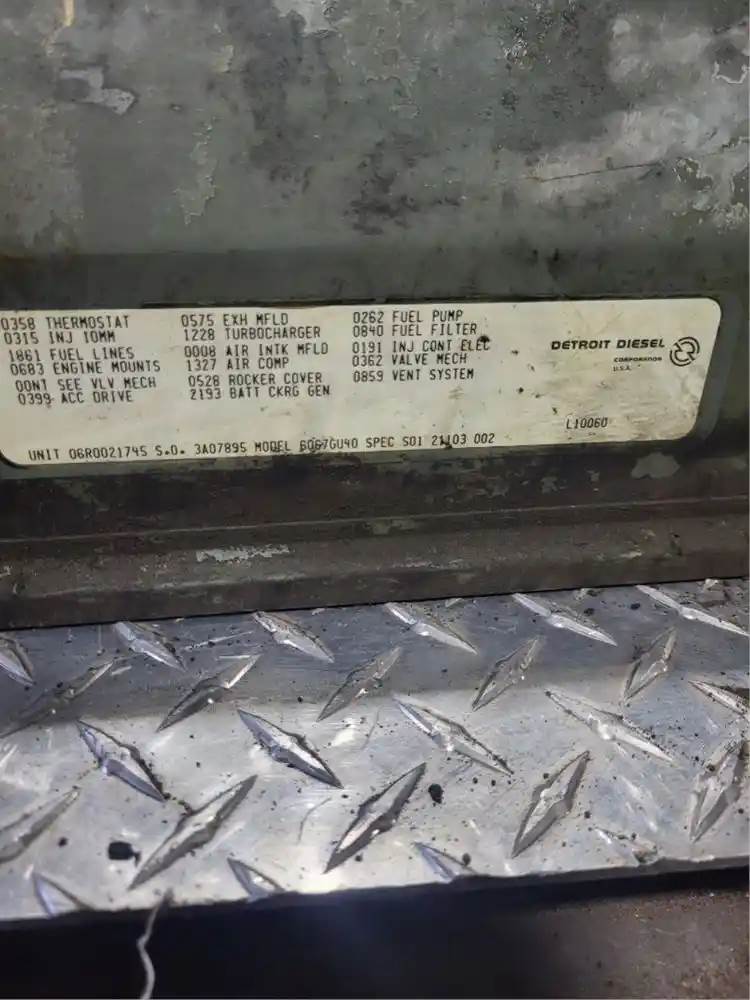 0358 THERMOSTAT
0315 INJ 10MM
1861 FUEL LINES
0683 ENGINE MOUNTS
00NT SEE VLV MECH
0399 ACC DRIVE
0575 EXH MFLD
1228 TURBOCHARGER
0008 AIR INTK MFLD
1327 AIR COMP
0528 ROCKER COVER
2193 BATT CKRG GEN
0262 FUEL PUMP
0840 FUEL FILTER
0191 INJ CONT ELEC
0362 VALVE MECH
0859 VENT SYSTEM
DETROIT DIESEL
CORPORATION
U.S.A.
L10060
UNIT 06R0021745 S.O. 3A07895 MODEL 6067GU40 SPEC S01 21103 002